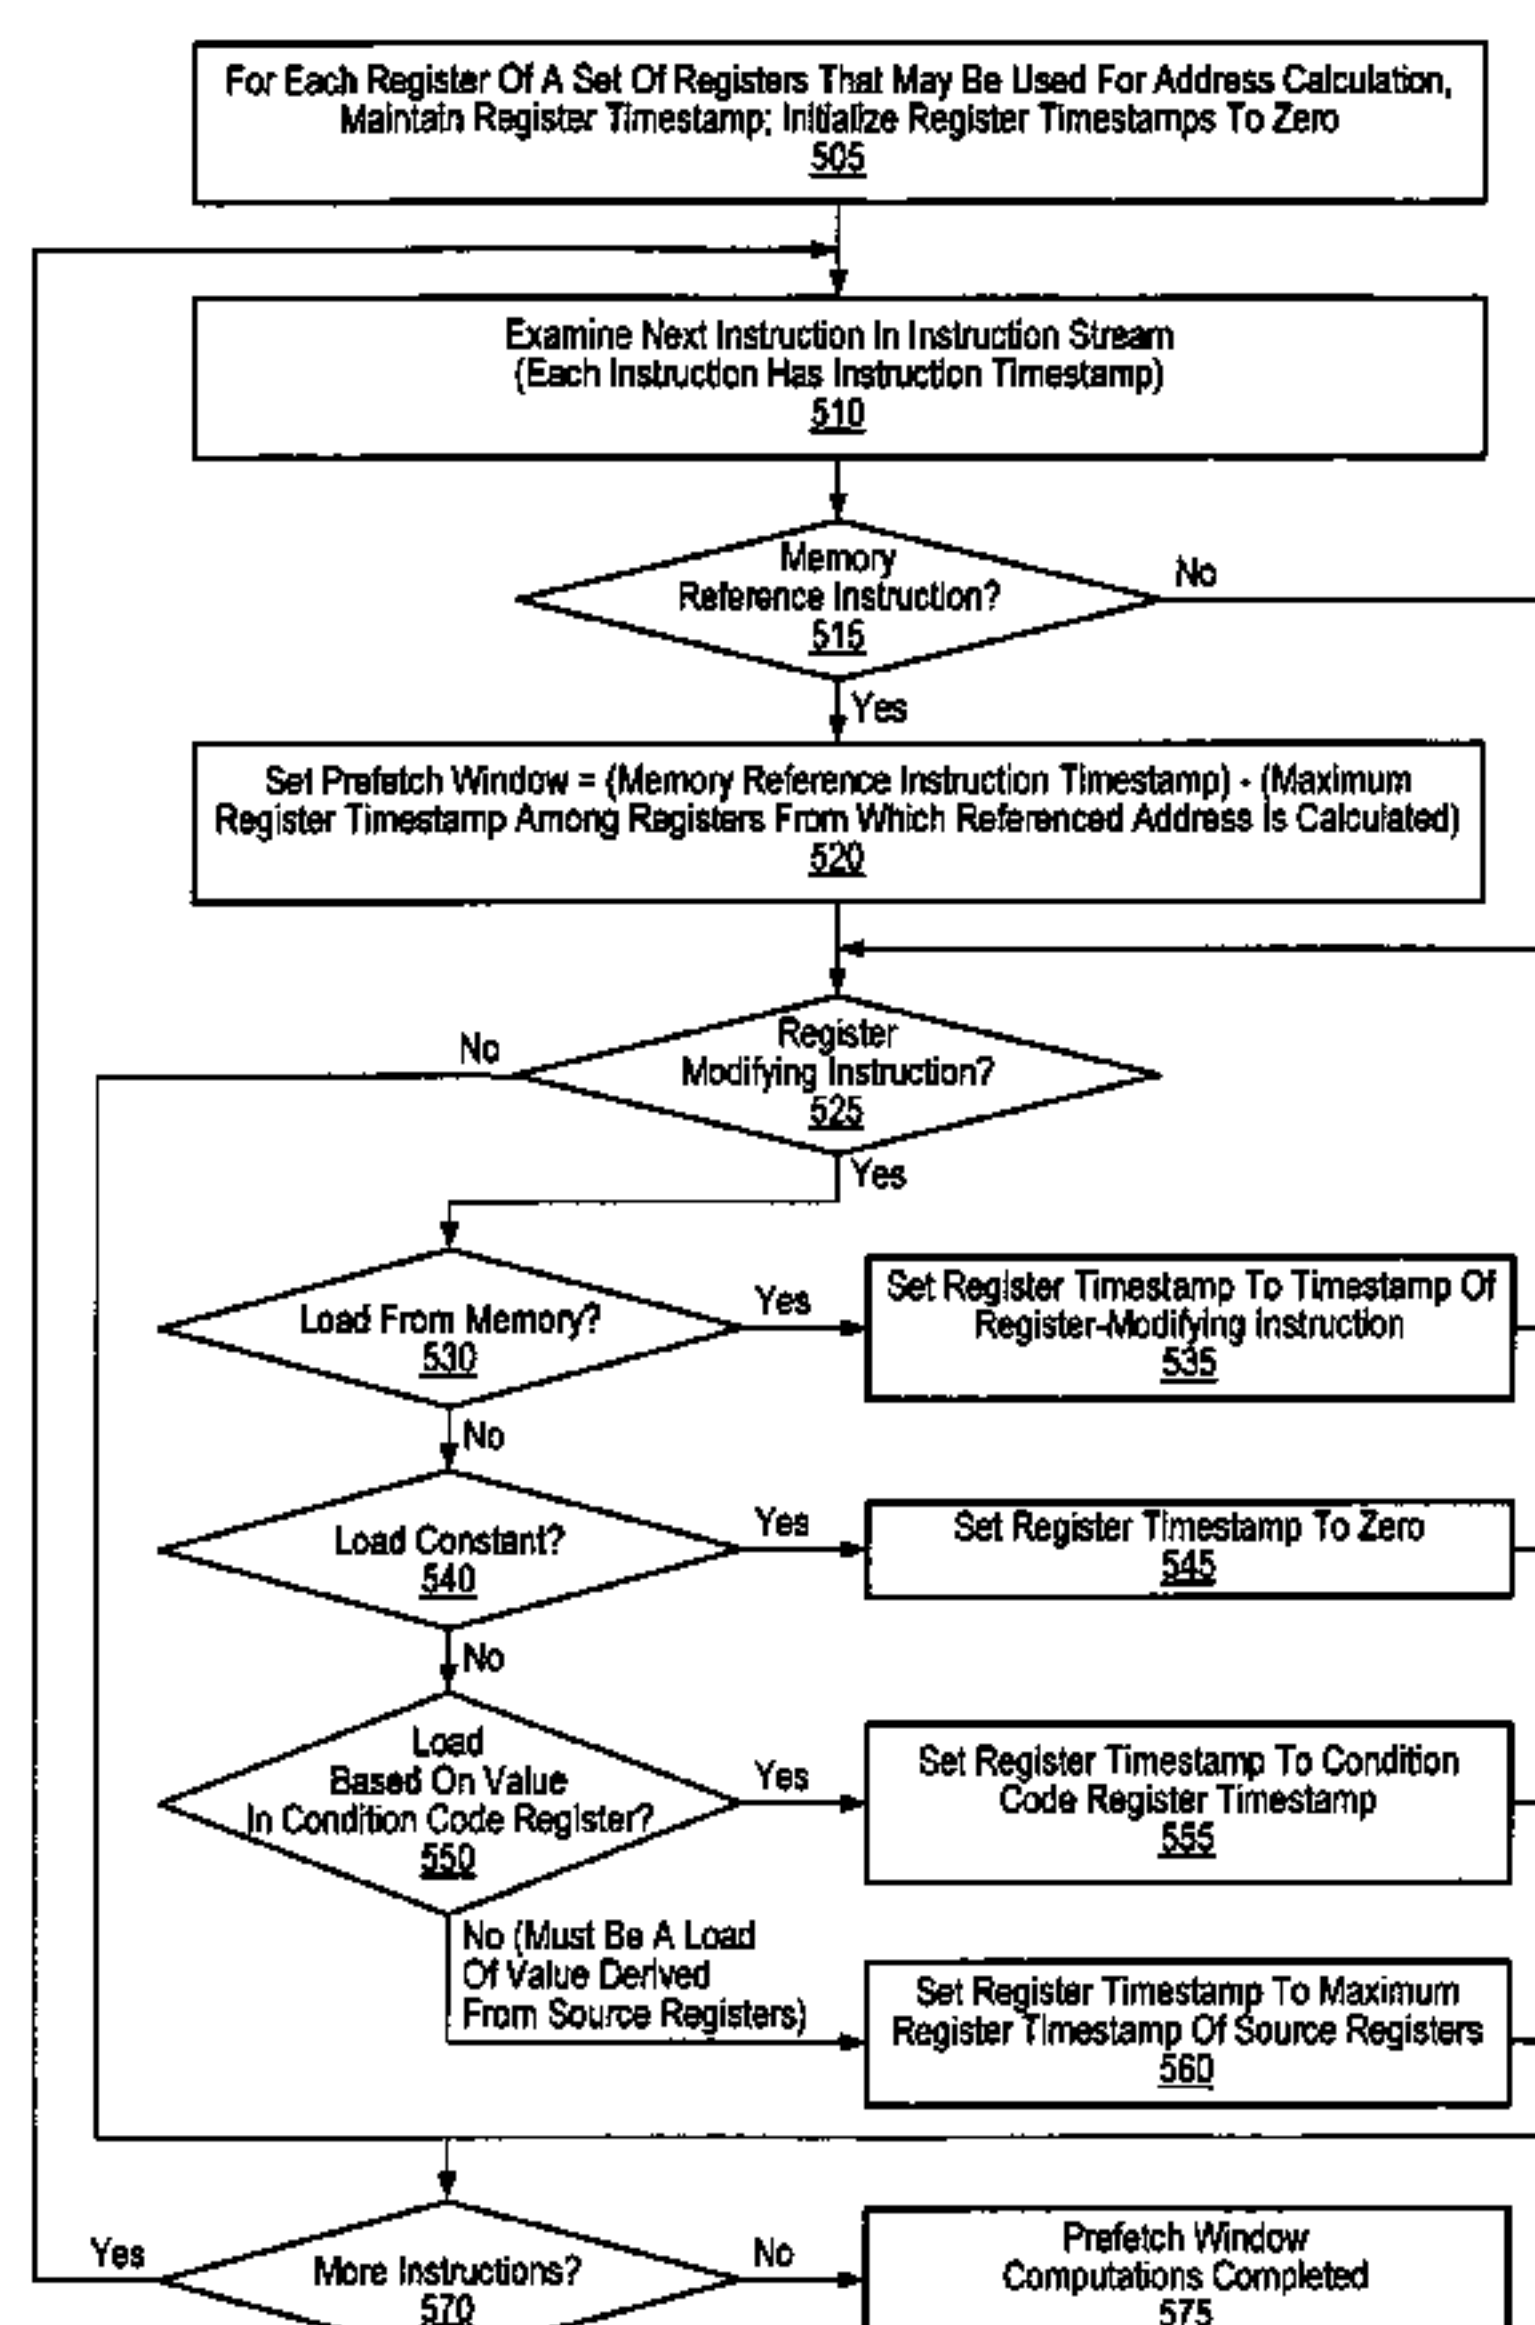 For Each Register Of A Set Of Registers That May Be Used For Address Calculation,
Maintain Register Timestamp; Initialize Register Timestamps To Zero
505
Examine Next Instruction In Instruction Stream
(Each Instruction Has Instruction Timestamp)
510
Memory
Reference Instruction?
515
No
Yes
Set Prefetch Window = (Memory Reference Instruction Timestamp) - (Maximum
Register Timestamp Among Registers From Which Referenced Address Is Calculated)
520
Register
Modifying Instruction?
525
No
Yes
Load From Memory?
530
Yes
Set Register Timestamp To Timestamp Of
Register-Modifying Instruction
535
No
Load Constant?
540
Yes
Set Register Timestamp To Zero
545
No
Load
Based On Value
In Condition Code Register?
550
Yes
Set Register Timestamp To Condition
Code Register Timestamp
555
No (Must Be A Load
Of Value Derived
From Source Registers)
Set Register Timestamp To Maximum
Register Timestamp Of Source Registers
560
Yes
More Instructions?
570
No
Prefetch Window
Computations Completed
575